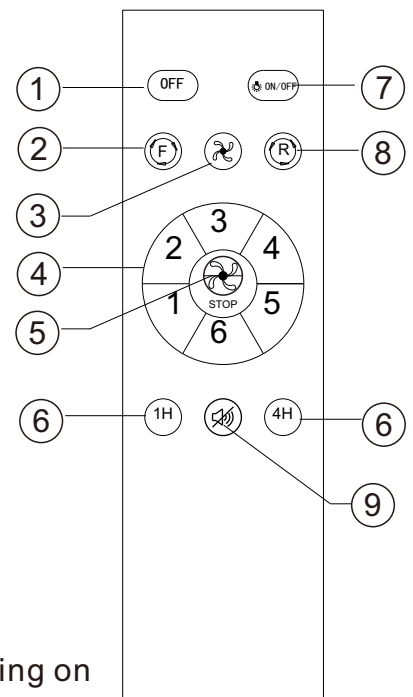 1 OFF ON/OFF 7
2 F R 8
3
3
2 4
4
1 STOP 5
5
6
6 1H 4H 6
9
ing on